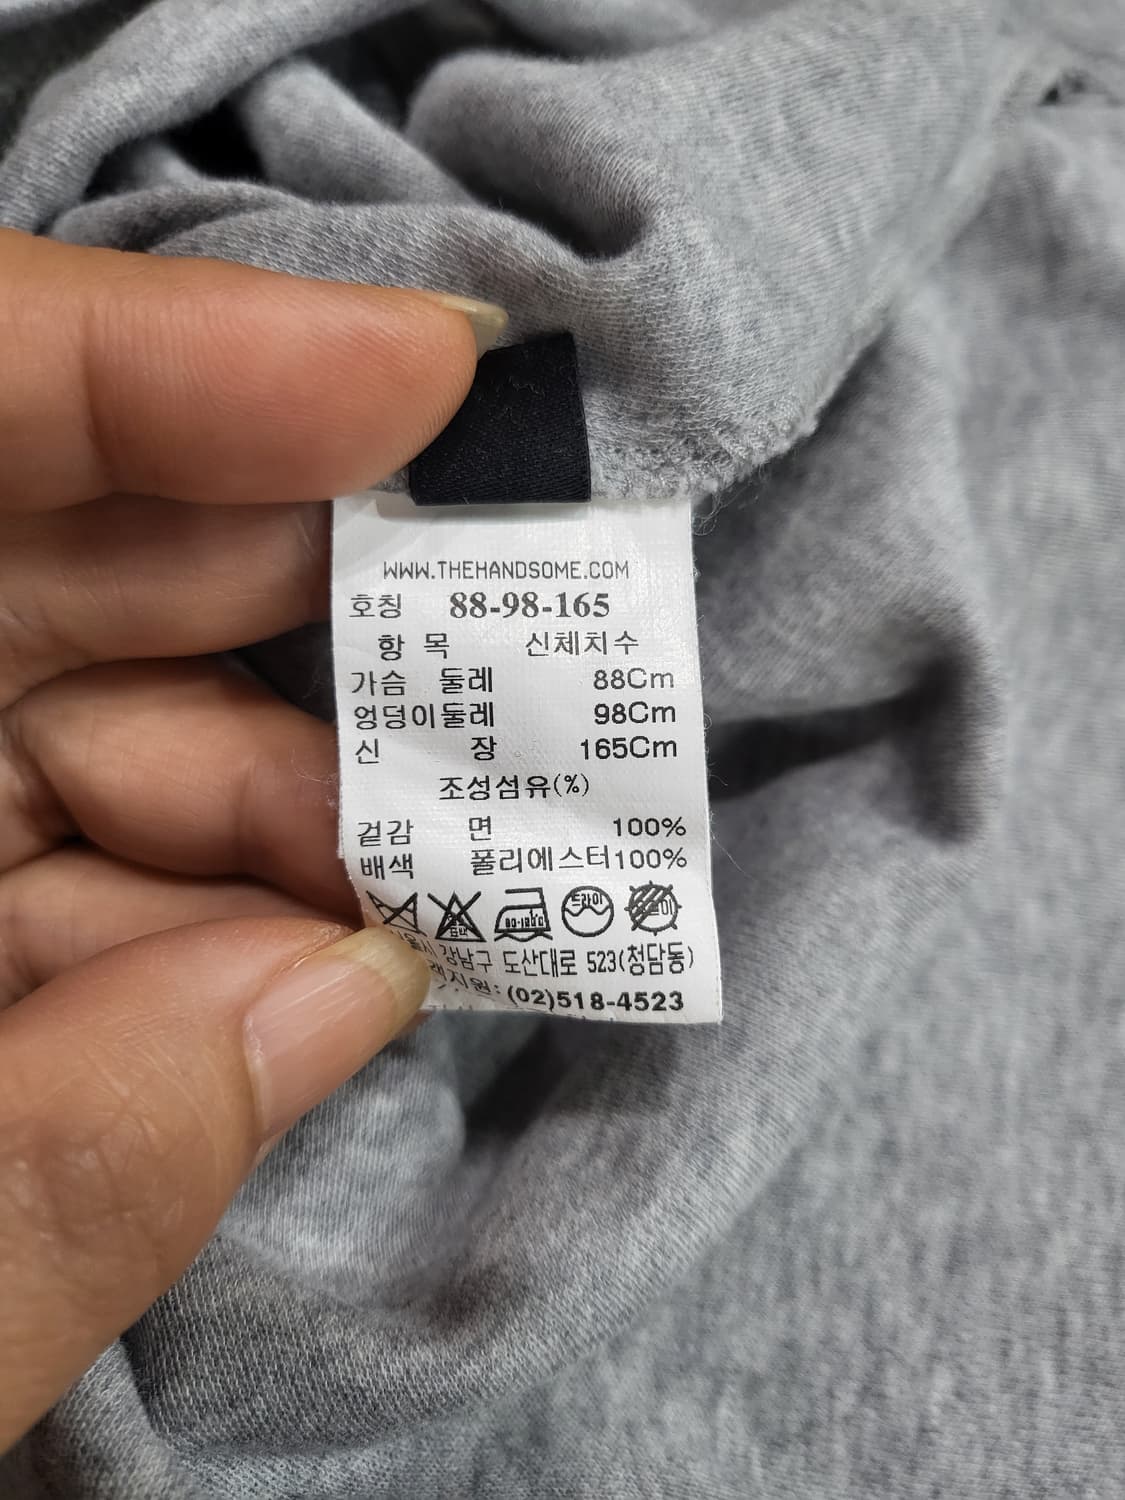 WWW.THEHANDSOME.COM
호칭 88-98-165
항 목 신체치수
가슴 둘레 88Cm
엉덩이둘레 98Cm
신 장 165Cm
조성섬유(%)
겉감 면 100%
배색 폴리에스터100%
드라이
강남구 도산대로 523(청담동)
(02)518-4523